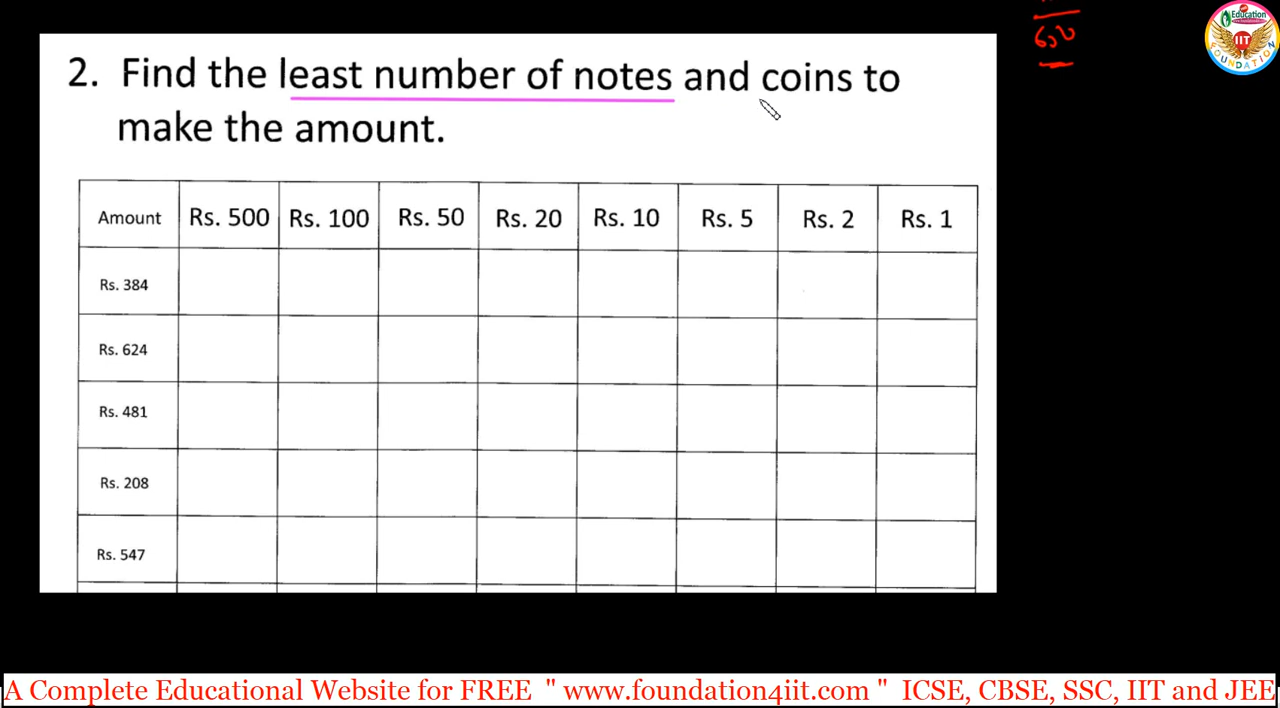 630
Education
IIT
FOUNDATION
2. Find the least number of notes and coins to
make the amount.
Amount Rs. 500 Rs. 100 Rs. 50 Rs. 20 Rs. 10 Rs. 5 Rs. 2 Rs. 1
Rs. 384
Rs. 624
Rs. 481
Rs. 208
Rs. 547
A Complete Educational Website for FREE " www.foundation4iit.com " ICSE, CBSE, SSC, IIT and JEE